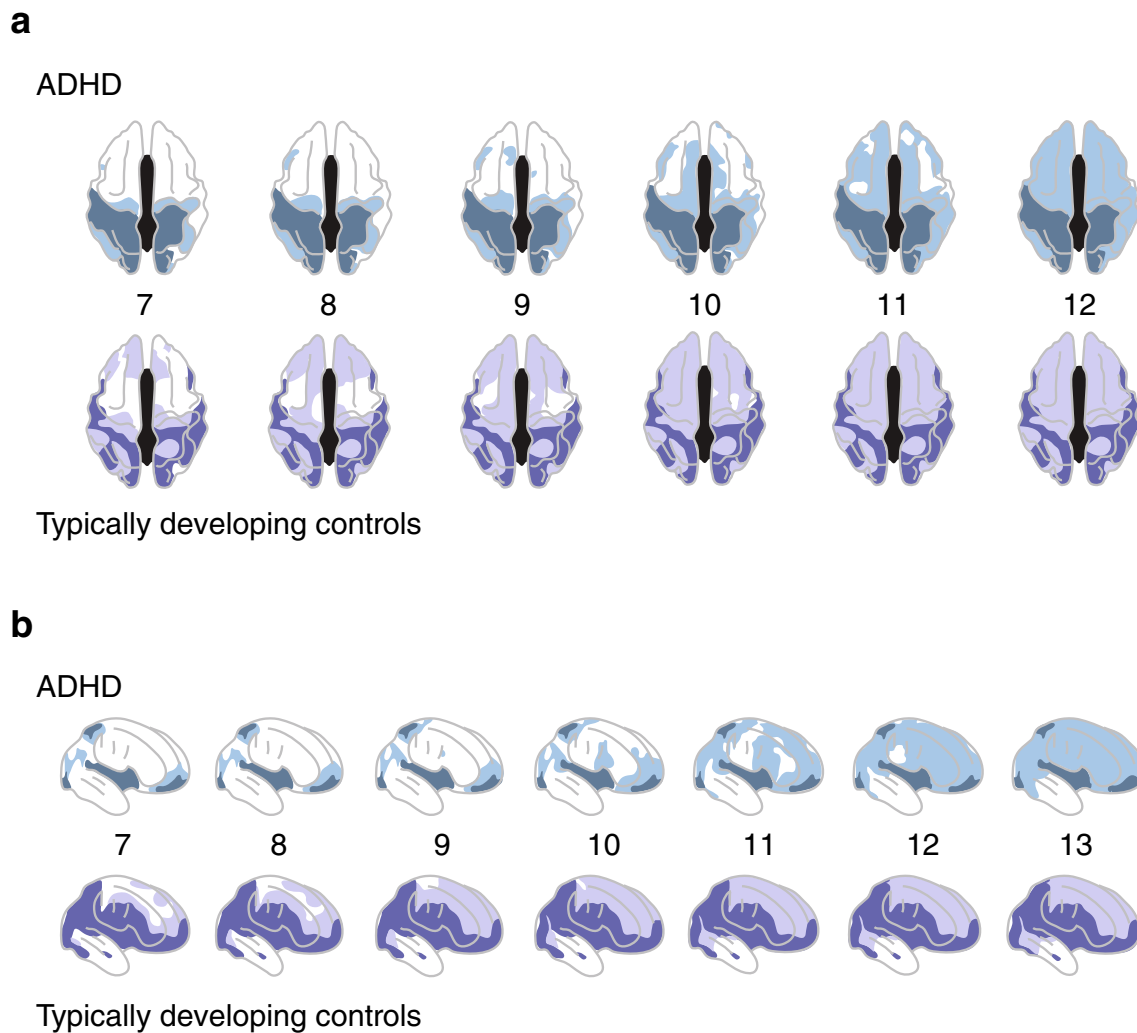 a
ADHD
7 8 9 10 11 12
Typically developing controls
b
ADHD
7 8 9 10 11 12 13
Typically developing controls